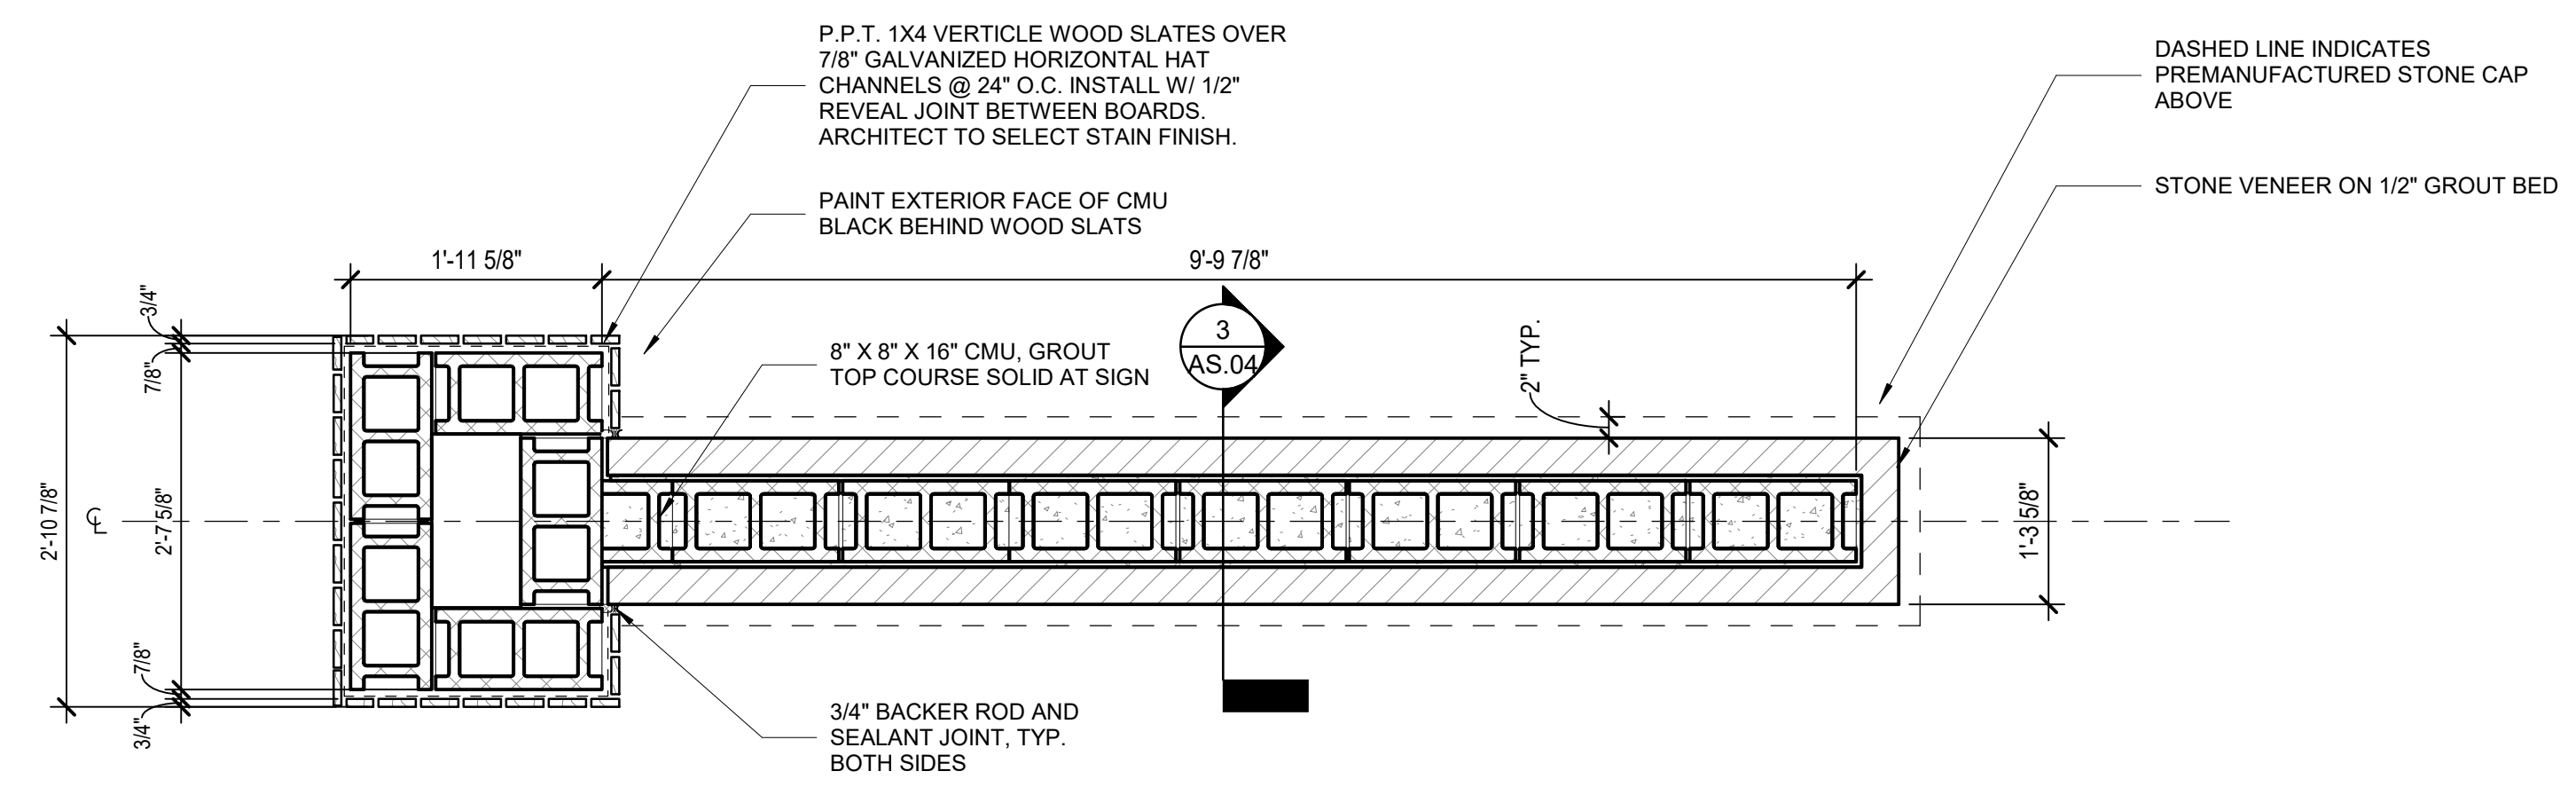 P.P.T. 1X4 VERTICLE WOOD SLATES OVER
7/8" GALVANIZED HORIZONTAL HAT
CHANNELS @ 24" O.C. INSTALL W/ 1/2"
REVEAL JOINT BETWEEN BOARDS.
ARCHITECT TO SELECT STAIN FINISH.
DASHED LINE INDICATES
PREMANUFACTURED STONE CAP
ABOVE
STONE VENEER ON 1/2" GROUT BED
PAINT EXTERIOR FACE OF CMU
BLACK BEHIND WOOD SLATS
1'-11 5/8"
9'-9 7/8"
3/4"
7/8"
8" X 8" X 16" CMU, GROUT
TOP COURSE SOLID AT SIGN
3
AS.04
2" TYP.
2'-10 7/8"
2'-7 5/8"
1'-3 5/8"
7/8"
3/4"
3/4" BACKER ROD AND
SEALANT JOINT, TYP.
BOTH SIDES